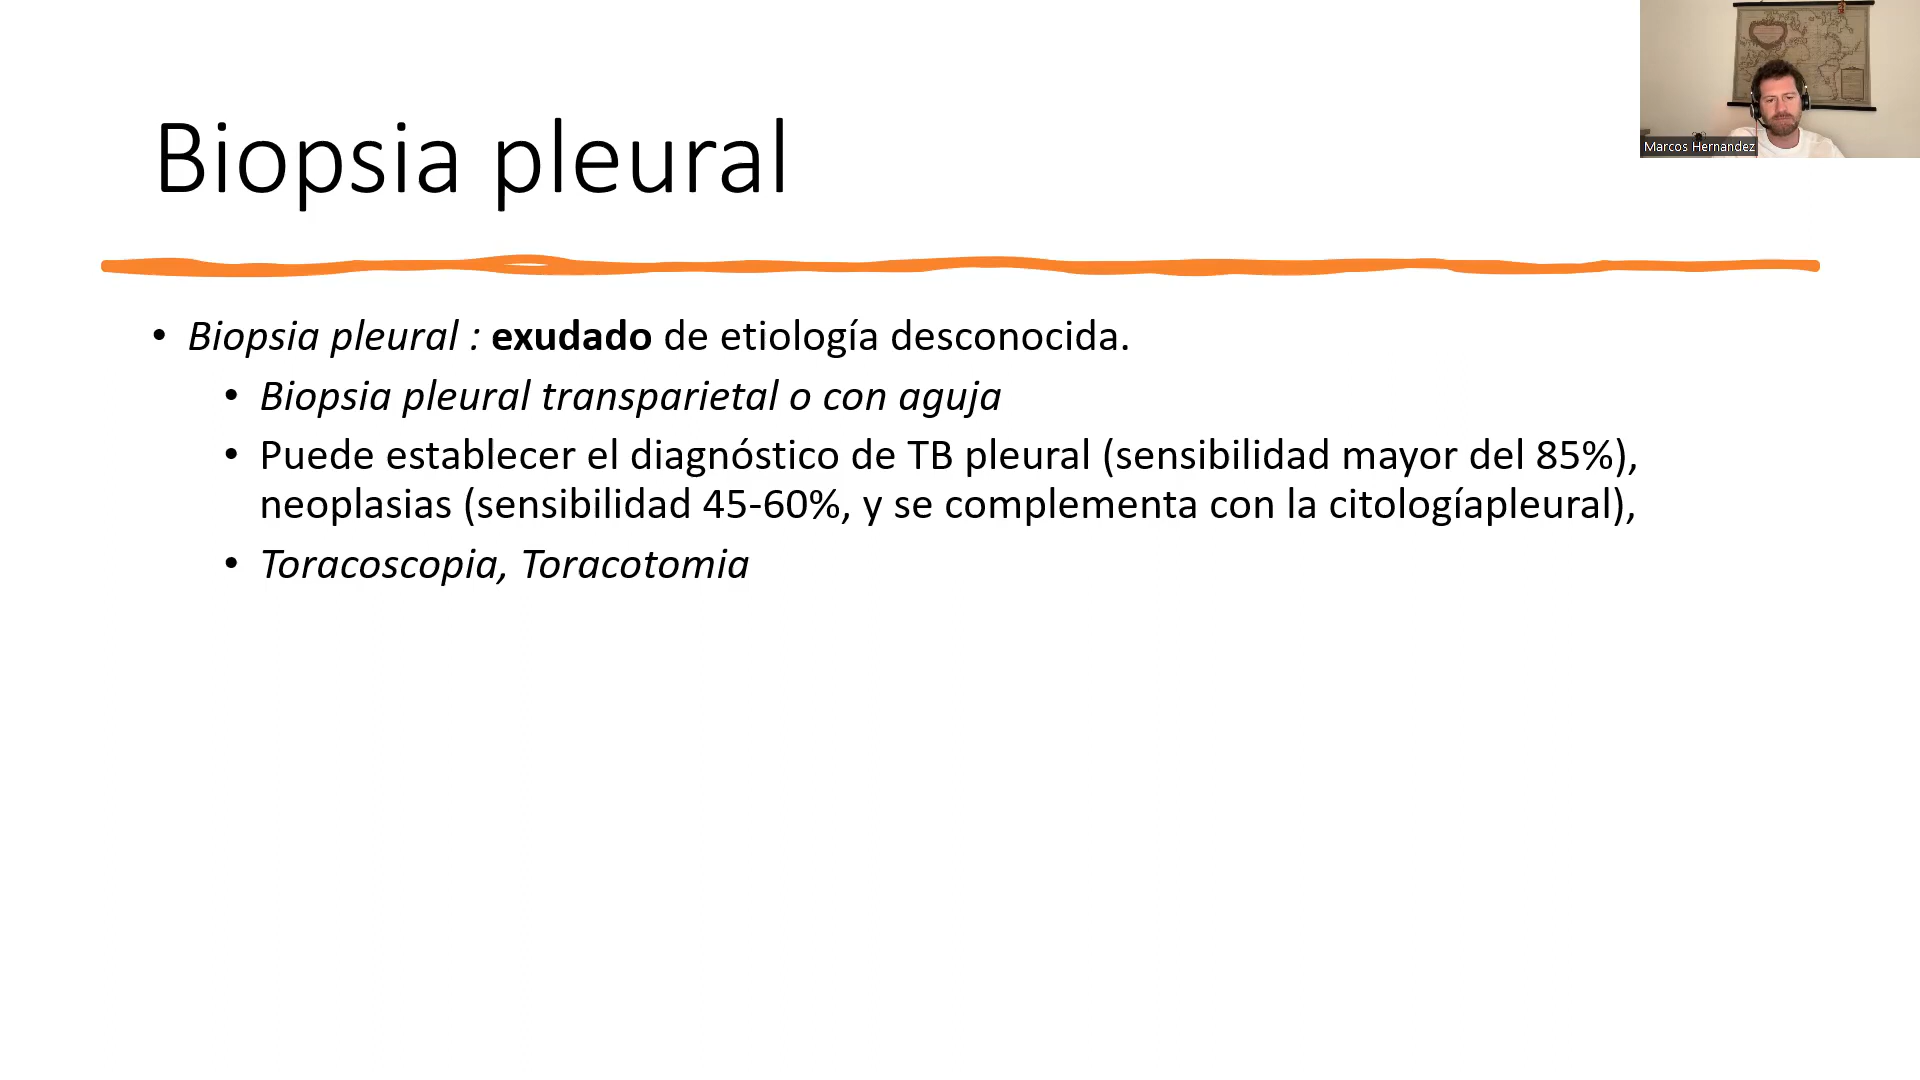 Biopsia pleural
Marcos Hernandez
• Biopsia pleural : exudado de etiología desconocida.
• Biopsia pleural transparietal o con aguja
• Puede establecer el diagnóstico de TB pleural (sensibilidad mayor del 85%),
neoplasias (sensibilidad 45-60%, y se complementa con la citologíapleural),
• Toracoscopia, Toracotomia